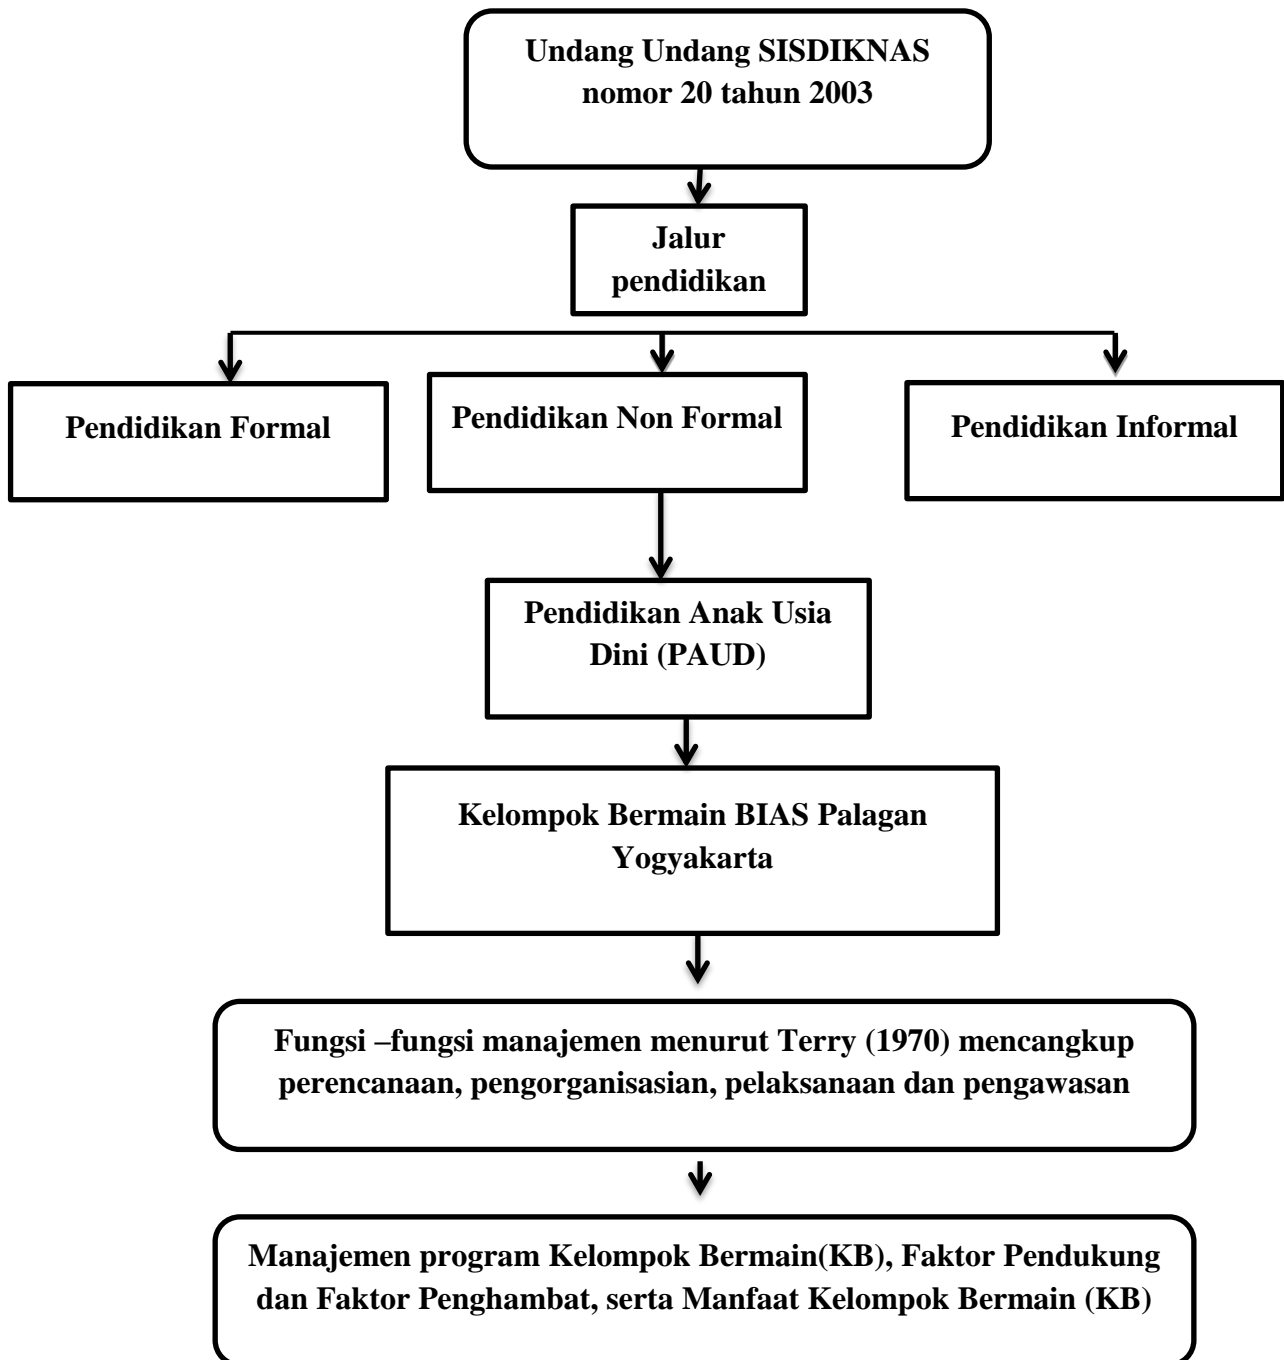 Undang Undang SISDIKNAS
nomor 20 tahun 2003
Jalur
pendidikan
Pendidikan Formal
Pendidikan Non Formal
Pendidikan Informal
Pendidikan Anak Usia
Dini (PAUD)
Kelompok Bermain BIAS Palagan
Yogyakarta
Fungsi –fungsi manajemen menurut Terry (1970) mencangkup
perencanaan, pengorganisasian, pelaksanaan dan pengawasan
Manajemen program Kelompok Bermain(KB), Faktor Pendukung
dan Faktor Penghambat, serta Manfaat Kelompok Bermain (KB)